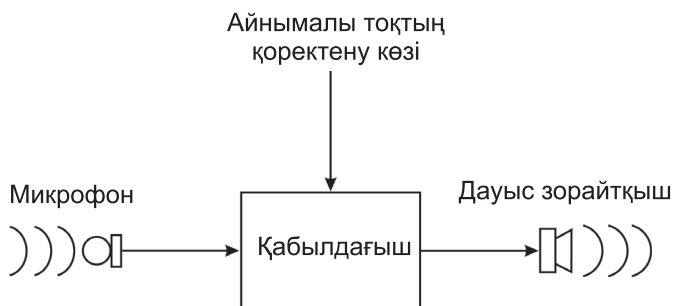 Айнымалы тоқтың
қоректену көзі
Микрофон
Дауыс зорайтқыш
Қабылдағыш